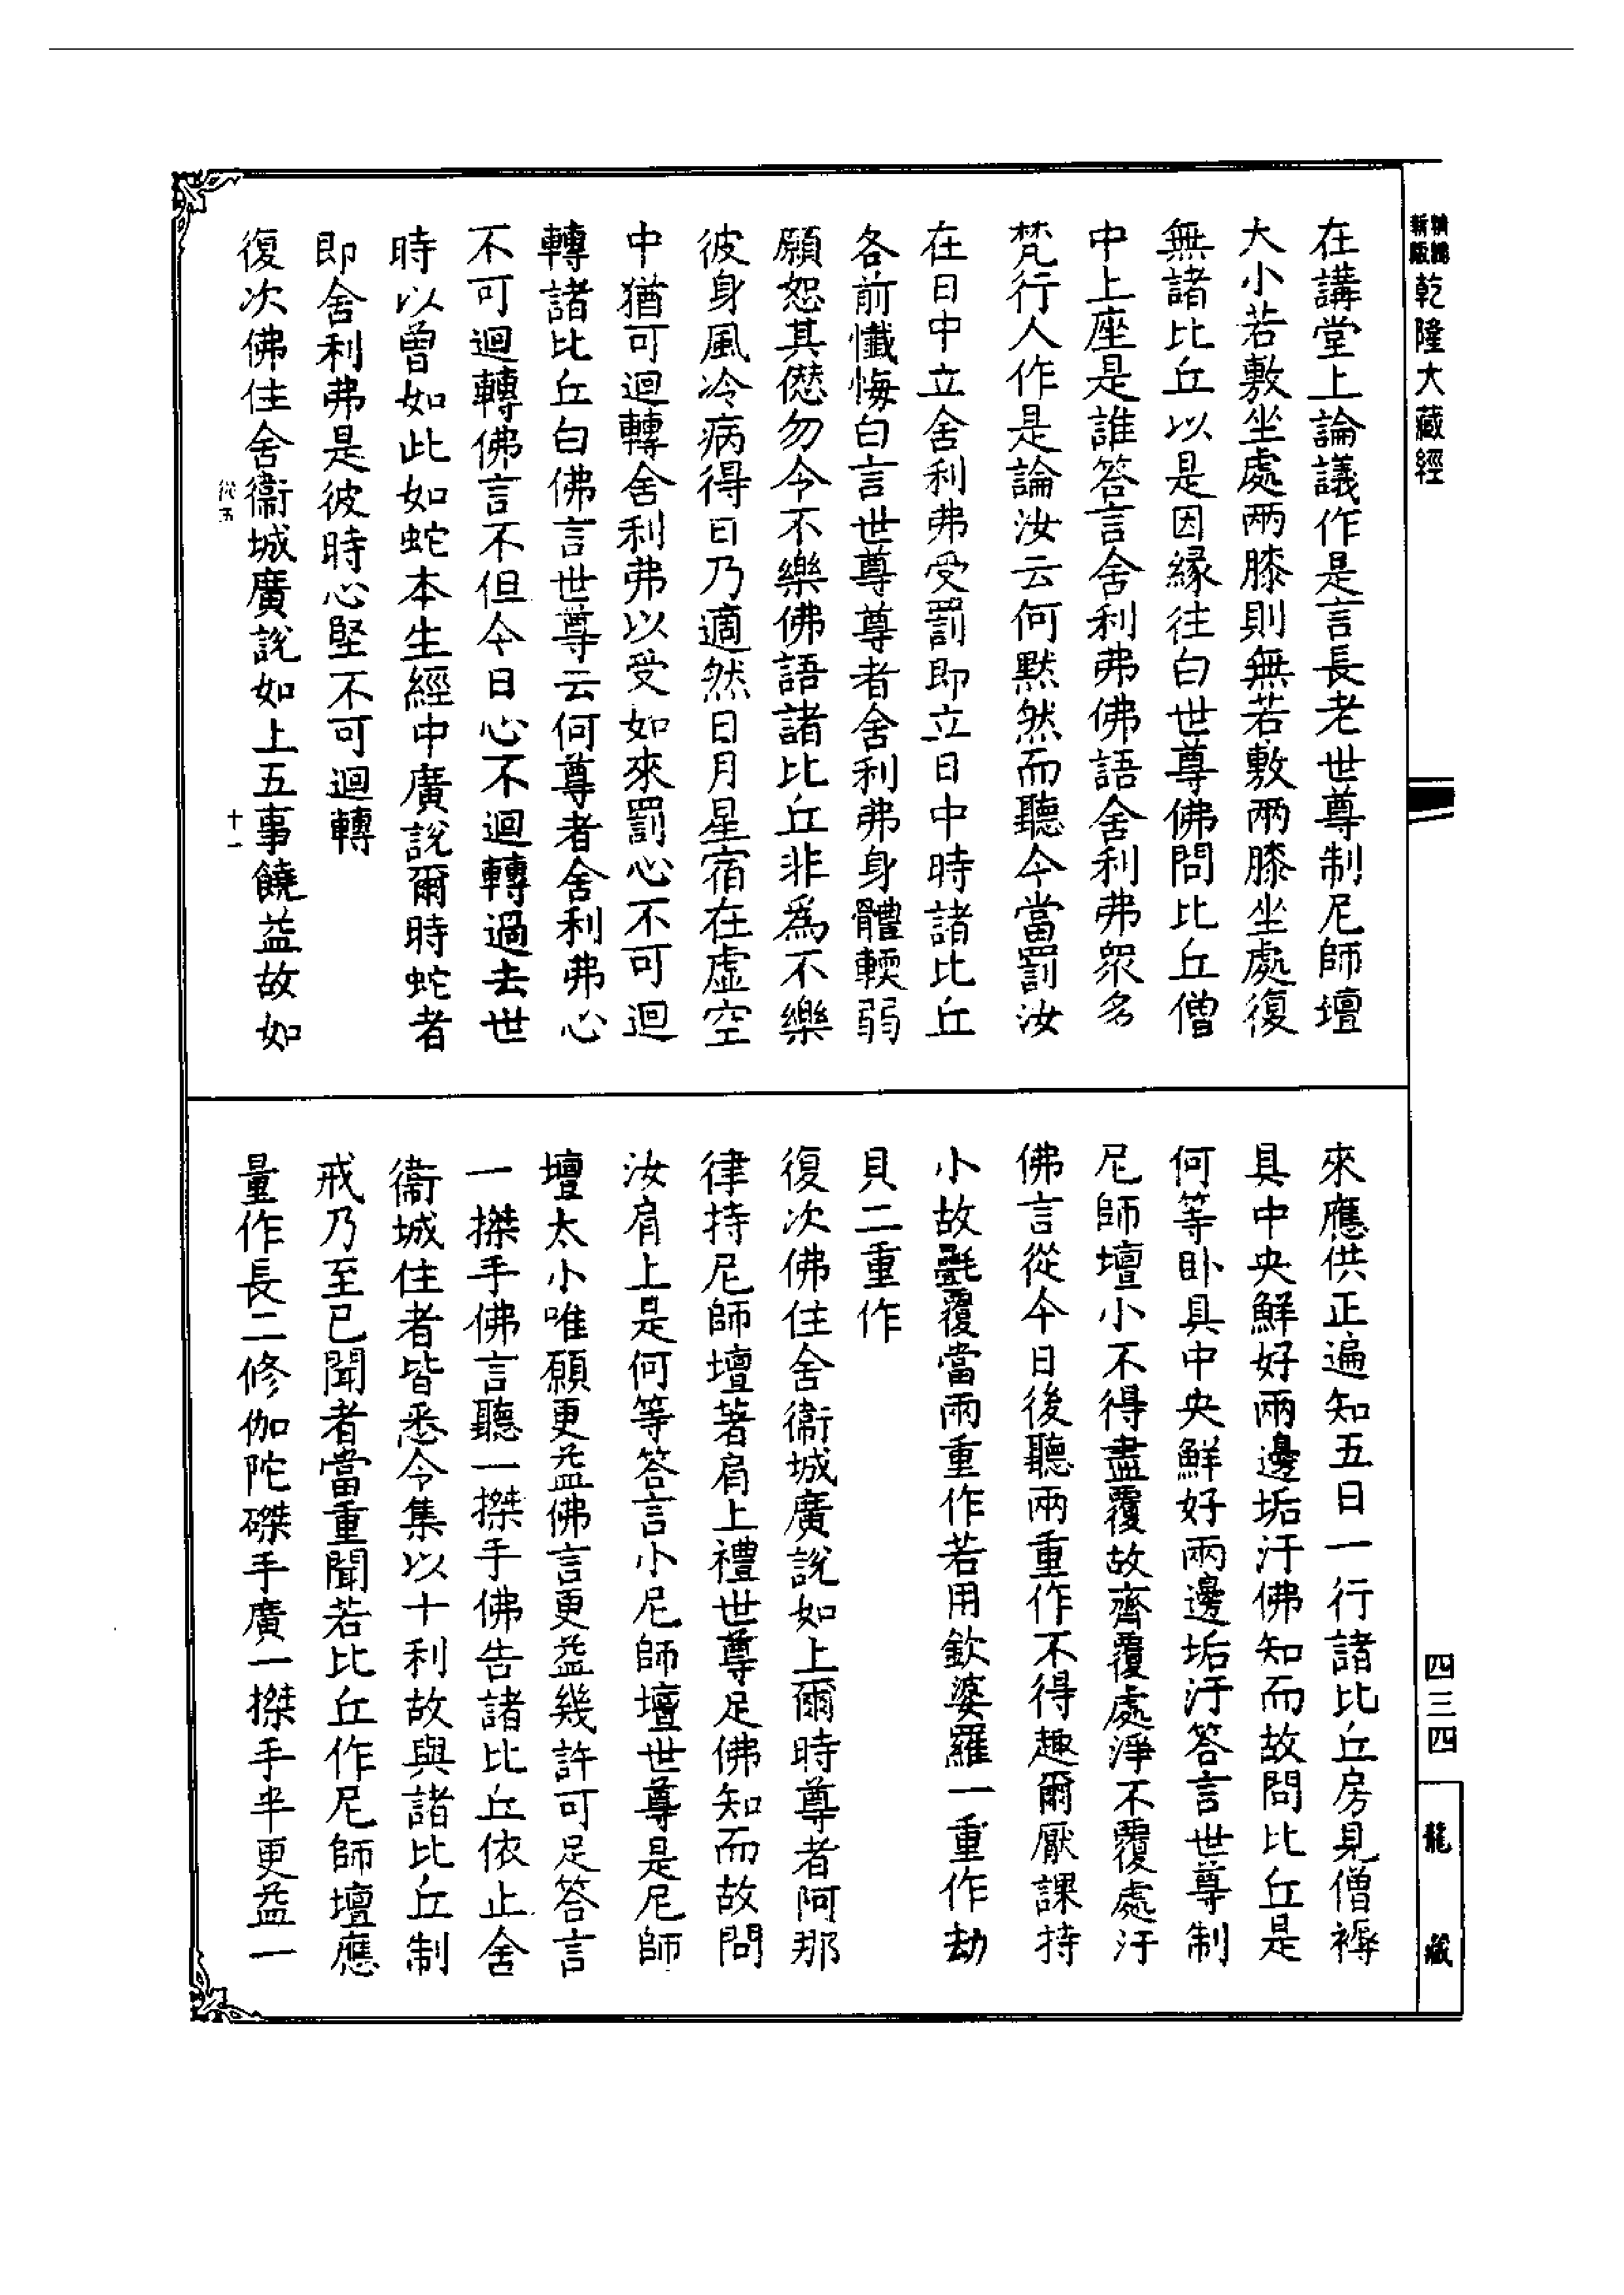 新編
縮版
乾隆大藏經
在講堂上論議作是言長老世尊制尼師壇
大小若敷坐處兩膝則無若敷兩膝坐處復
無諸比丘以是因緣往白世尊佛問比丘僧
中上座是誰答言舍利弗佛語舍利弗眾多
梵行人作是論汝云何默然而聽今當罰汝
在日中立舍利弗受罰即立日中時諸比丘
各前懺悔白言世尊尊者舍利弗身體輭弱
願恕其僁勿今不樂佛語諸比丘非為不樂
彼身風冷病得日乃適然日月星宿在虛空
中猶可迴轉舍利弗以受如來罰心不可迴
轉諸比丘白佛言世尊云何尊者舍利弗心
不可迴轉佛言不但今日心不迴轉過去世
時以曾如此如蛇本生經中廣說爾時蛇者
即舍利弗是彼時心堅不可迴轉
復次佛住舍衞城廣說如上五事饒益故如
從五
十一
來應供正遍知五日一行諸比丘房見僧褥
具中央鮮好兩邊垢汙佛知而故問比丘是
何等臥具中央鮮好兩邊垢汙答言世尊制
尼師壇小不得盡覆故齊覆處淨不覆處汙
佛言從今日後聽兩重作不得趣爾厭課持
小故㲲覆當兩重作若用欽婆羅一重作劫
貝二重作
復次佛住舍衞城廣說如上爾時尊者阿那
律持尼師壇著肩上禮世尊足佛知而故問
汝肩上是何等答言小尼師壇世尊是尼師
壇太小唯願更益佛言更益幾許可足答言
一搩手佛言聽一搩手佛告諸比丘依止舍
衞城住者皆悉令集以十利故與諸比丘制
戒乃至已聞者當重聞若比丘作尼師壇應
量作長二修伽陀磔手廣一搩手半更益一
四三四
龍藏